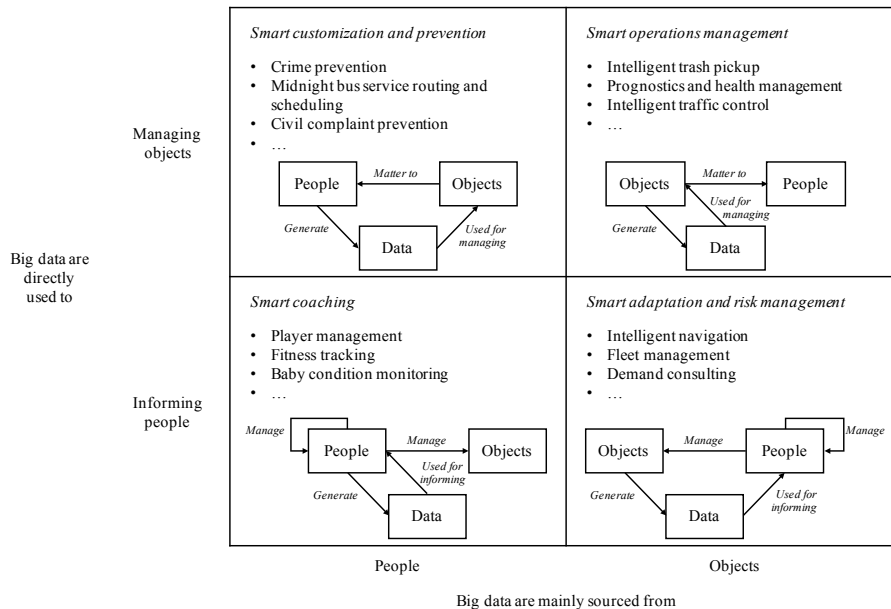 Smart customization and prevention
• Crime prevention
• Midnight bus service routing and
scheduling
• Civil complaint prevention
• …
People
Matter to
Objects
Generate
Data
Used for
managing
Smart operations management
• Intelligent trash pickup
• Prognostics and health management
• Intelligent traffic control
• …
Objects
Matter to
People
Generate
Data
Used for
managing
Managing
objects
Big data are
directly
used to
Informing
people
Smart coaching
• Player management
• Fitness tracking
• Baby condition monitoring
• …
Manage
People
Manage
Objects
Generate
Data
Used for
informing
Smart adaptation and risk management
• Intelligent navigation
• Fleet management
• Demand consulting
• …
Objects
Manage
People
Manage
Generate
Data
Used for
informing
People
Objects
Big data are mainly sourced from